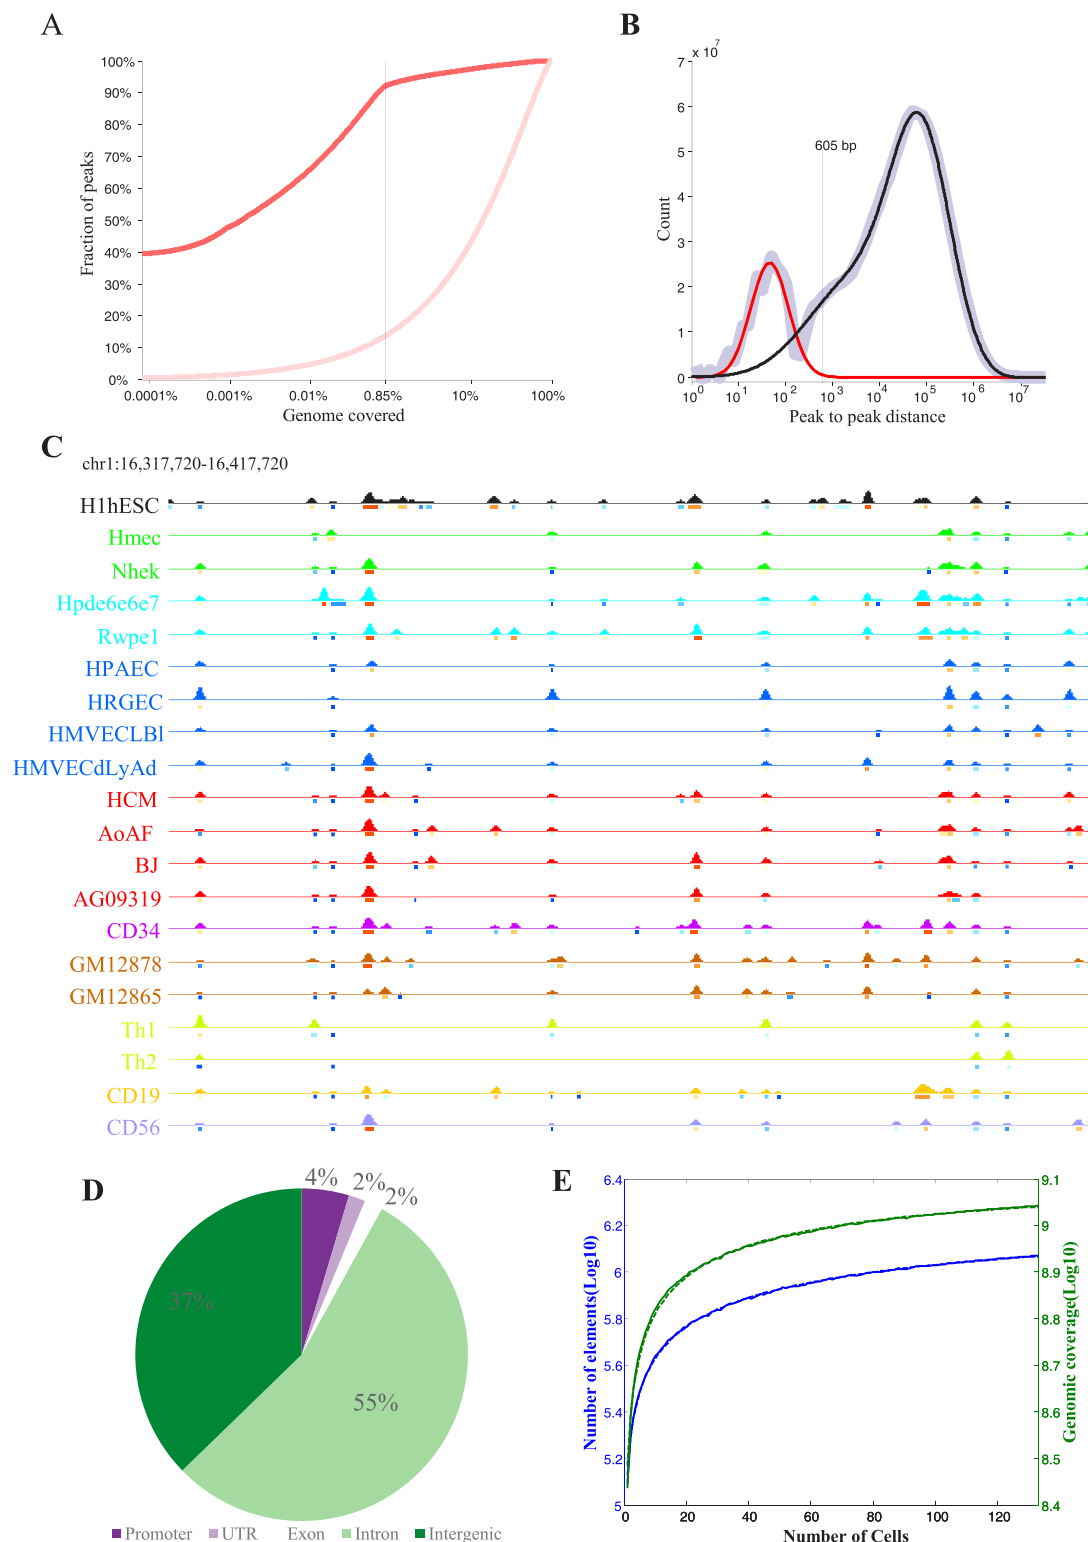 A
100%
90%
80%
70%
60%
50%
40%
30%
20%
10%
0%
Fraction of peaks
0.0001%
0.001%
0.01%
0.85%
10%
100%
Genome covered
B
x 10^7
7
6
5
4
3
2
1
0
Count
605 bp
10^0
10^1
10^2
10^3
10^4
10^5
10^6
10^7
Peak to peak distance
C
chr1:16,317,720-16,417,720
H1hESC
Hmec
Nhek
Hpde6e6e7
Rwpe1
HPAEC
HRGEC
HMVECLBl
HMVECdLyAd
HCM
AoAF
BJ
AG09319
CD34
GM12878
GM12865
Th1
Th2
CD19
CD56
D
4%
2%
2%
37%
55%
Promoter UTR Exon Intron Intergenic
E
6.4
6.2
6
5.8
5.6
5.4
5.2
5
Number of elements(Log10)
9.1
9
8.9
8.8
8.7
8.6
8.5
8.4
Genomic coverage(Log10)
0 20 40 60 80 100 120
Number of Cells